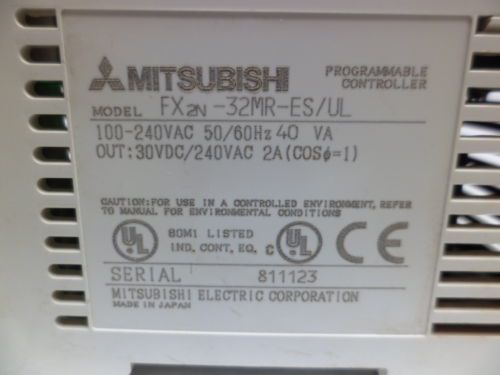 MITSUBISHI PROGRAMMABLE CONTROLLER
MODEL FX2N-32MR-ES/UL
100-240VAC 50/60Hz 40 VA
OUT:30VDC/240VAC 2A(COSφ=1)
CAUTION:FOR USE IN A CONTROLLED ENVIRONMENT, REFER
TO MANUAL FOR ENVIRONMENTAL CONDITIONS
UL 80M1 LISTED C UL CE
IND. CONT. EQ.
SERIAL 811123
MITSUBISHI ELECTRIC CORPORATION
MADE IN JAPAN